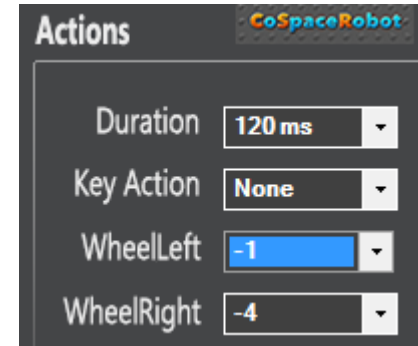 Actions CoSpaceRobot
Duration 120 ms
Key Action None
WheelLeft -1
WheelRight -4